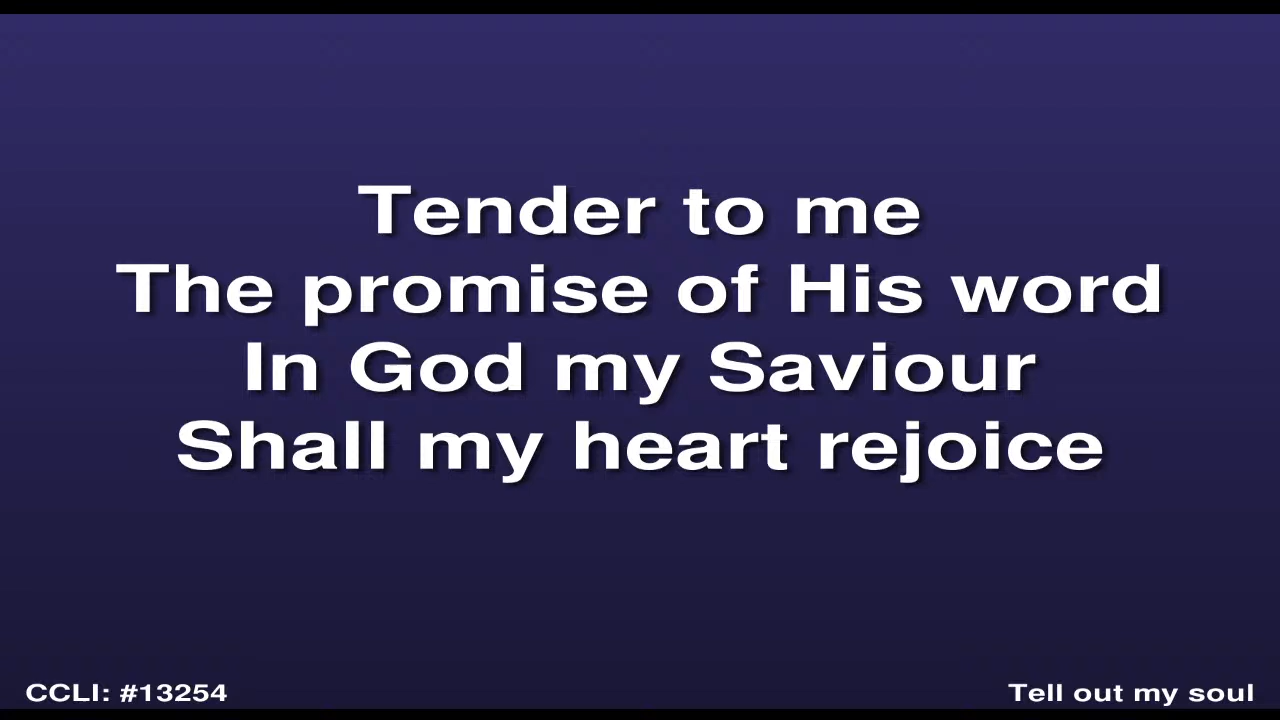 Tender to me
The promise of His word
In God my Saviour
Shall my heart rejoice
CCLI: #13254
Tell out my soul